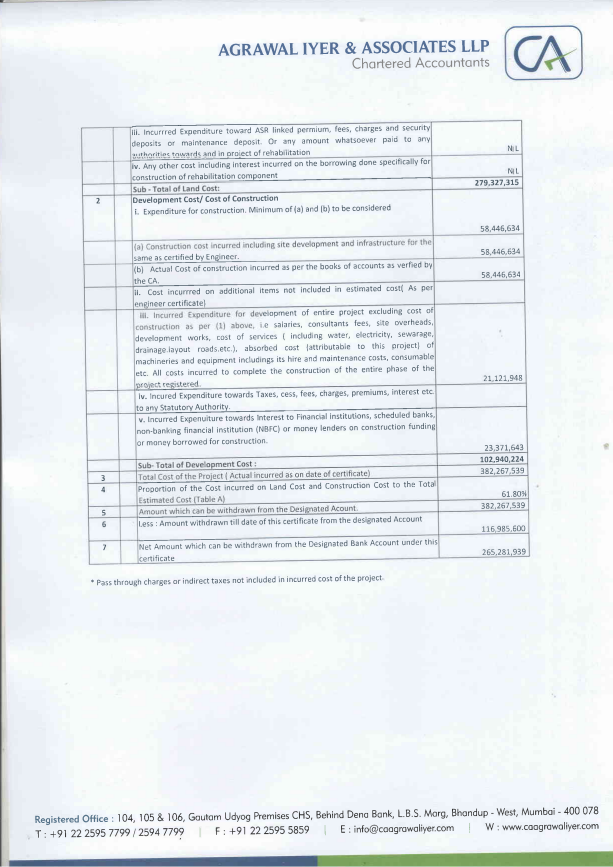 AGRAWAL IYER & ASSOCIATES LLP
Chartered Accountants
CA
iii. Incurrred Expenditure toward ASR linked permium, fees, charges and security
deposits or maintenance deposit. Or any amount whatsoever paid to any
authorities towards and in project of rehabilitation
NIL
iv. Any other cost including interest incurred on the borrowing done specifically for
construction of rehabilitation component
NIL
Sub - Total of Land Cost:
279,327,315
2
Development Cost/ Cost of Construction
i. Expenditure for construction. Minimum of (a) and (b) to be considered
58,446,634
(a) Construction cost incurred including site development and infrastructure for the
same as certified by Engineer.
58,446,634
(b) Actual Cost of construction incurred as per the books of accounts as verfied by
the CA.
58,446,634
ii. Cost incurrred on additional items not included in estimated cost( As per
engineer certificate)
iii. Incurred Expenditure for development of entire project excluding cost of
construction as per (1) above, i.e salaries, consultants fees, site overheads,
development works, cost of services ( including water, electricity, sewarage,
drainage.layout roads.etc.), absorbed cost (attributable to this project) of
machineries and equipment includings its hire and maintenance costs, consumable
etc. All costs incurred to complete the construction of the entire phase of the
project registered.
21,121,948
iv. Incured Expenditure towards Taxes, cess, fees, charges, premiums, interest etc.
to any Statutory Authority.
v. Incurred Expenuiture towards Interest to Financial institutions, scheduled banks,
non-banking financial institution (NBFC) or money lenders on construction funding
or money borrowed for construction.
23,371,643
Sub- Total of Development Cost :
102,940,224
3
Total Cost of the Project ( Actual incurred as on date of certificate)
382,267,539
4
Proportion of the Cost incurred on Land Cost and Construction Cost to the Total
Estimated Cost (Table A)
61.80%
5
Amount which can be withdrawn from the Designated Acount.
382,267,539
6
Less : Amount withdrawn till date of this certificate from the designated Account
116,985,600
7
Net Amount which can be withdrawn from the Designated Bank Account under this
certificate
265,281,939
* Pass through charges or indirect taxes not included in incurred cost of the project.
Registered Office : 104, 105 & 106, Gautam Udyog Premises CHS, Behind Dena Bank, L.B.S. Marg, Bhandup - West, Mumbai - 400 078
T : +91 22 2595 7799 / 2594 7799 | F : +91 22 2595 5859 | E : info@caagrawaliyer.com | W : www.caagrawaliyer.com